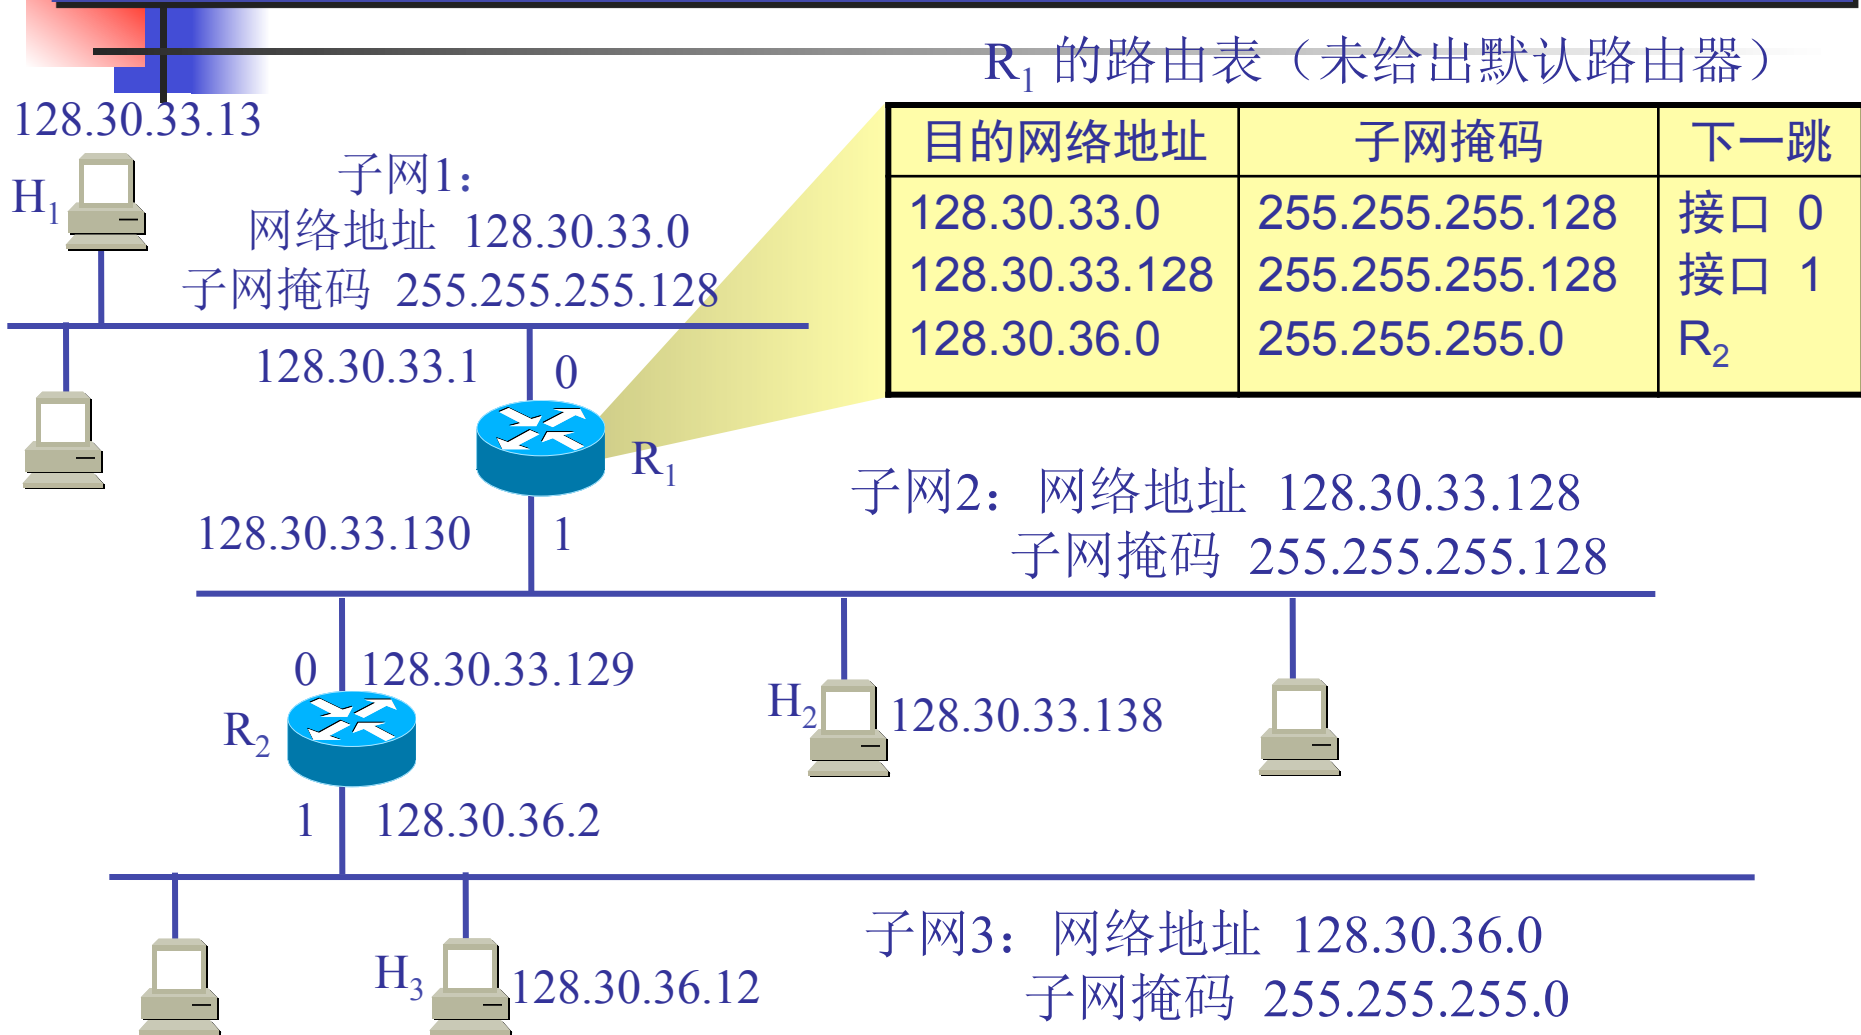 R1 的路由表（未给出默认路由器）
目的网络地址 子网掩码 下一跳
128.30.33.0 255.255.255.128 接口 0
128.30.33.128 255.255.255.128 接口 1
128.30.36.0 255.255.255.0 R2
128.30.33.13
H1
子网1：
网络地址 128.30.33.0
子网掩码 255.255.255.128
128.30.33.1 0
R1
128.30.33.130 1
子网2：网络地址 128.30.33.128
子网掩码 255.255.255.128
0 128.30.33.129
R2
H2 128.30.33.138
1 128.30.36.2
子网3：网络地址 128.30.36.0
子网掩码 255.255.255.0
H3 128.30.36.12